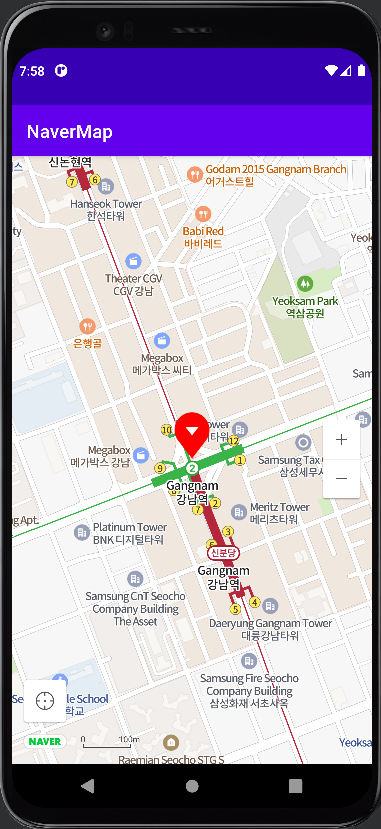 7:58
NaverMap
신논현역
7
6
Godam 2015 Gangnam Branch
어거스트힐
Hanseok Tower
한석타워
Babi Red
바비레드
ty
Theater CGV
CGV 강남
Yeoksam Park
역삼공원
은행골
Megabox
메가박스 씨티
Sam
10
ower
타워
12
1
Megabox
메가박스 강남
9
2
Samsung Tax
삼성세무서
Gangnam
강남역
2
7
Meritz Tower
메리츠타워
ng Apt.
Platinum Tower
BNK 디지털타워
3
6
신분당
Gangnam
강남역
Samsung CnT Seocho
Company Building
The Asset
5
4
Daeryung Gangnam Tower
대륭강남타워
Samsung Fire Seocho
Company Building
삼성화재 서초사옥
Se
le School
학교
NAVER
0
100m
Yeoksa
Raemian Seocho STG S